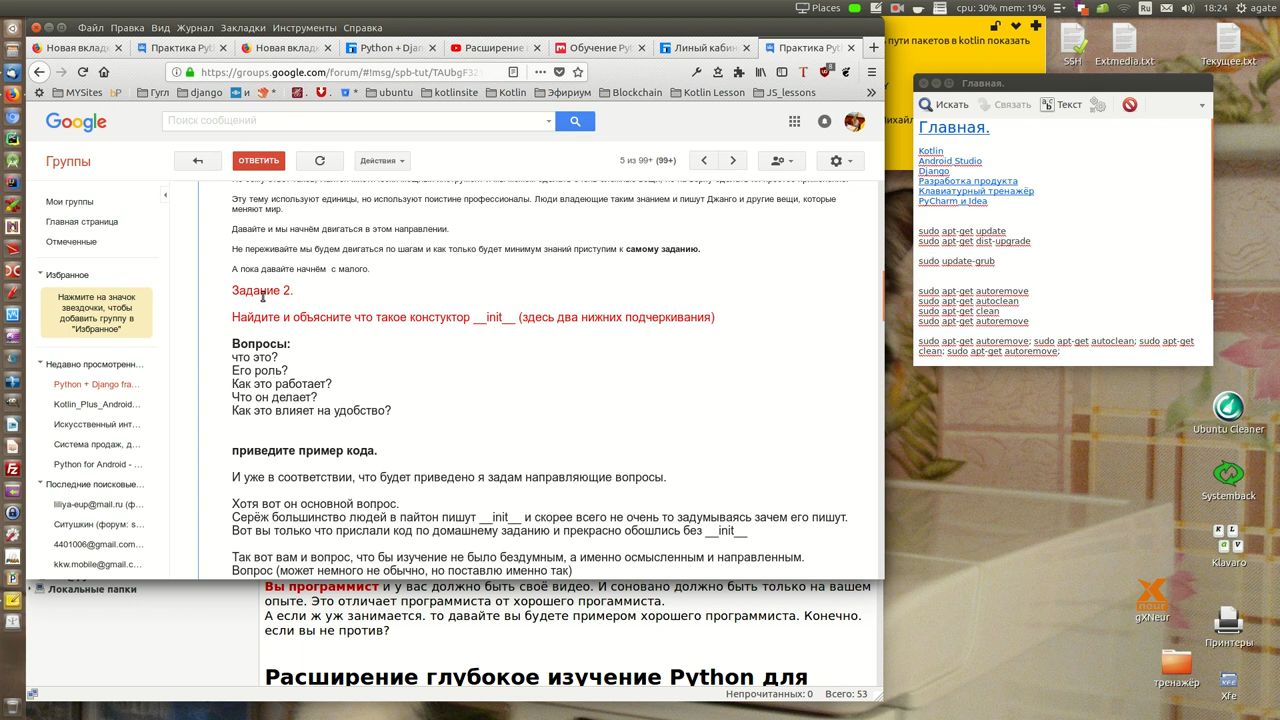 Places
cpu: 30% mem: 19%
Ru
18:24
agate
Файл Правка Вид Журнал Закладки Инструменты Справка
Новая вклад
Практика Py
Новая вклад
Python + Djan
Расширение г
Обучение Pyt
Линый кабин
Практика Pyt
https://groups.google.com/forum/#!msg/spb-tut/TAUbgF32
MYSites
bP
Гугл
django
ubuntu
kotlinsite
Kotlin
Эфириум
Blockchain
Kotlin Lesson
JS_lessons
Google
Поиск сообщений
Группы
ОТВЕТИТЬ
Действия
5 из 99+ (99+)
Мои группы
Главная страница
Отмеченные
Избранное
Нажмите на значок
звездочки, чтобы
добавить группу в
"Избранное"
Недавно просмотренн...
Python + Django fra...
Kotlin_Plus_Android...
Искусственный инт...
Система продаж, д...
Python for Android - ...
Последние поисковые...
liliya-eup@mail.ru (ф...
Ситушкин (форум: s...
4401006@gmail.com...
kkw.mobile@gmail.c...
Эту тему используют единицы, но используют поистине профессионалы. Люди владеющие таким знанием и пишут Джанго и другие вещи, которые
меняют мир.
Давайте и мы начнём двигаться в этом направлении.
Не переживайте мы будем двигаться по шагам и как только будет минимум знаний приступим к самому заданию.
А пока давайте начнём с малого.
Задание 2.
Найдите и объясните что такое констуктор __init__ (здесь два нижних подчеркивания)
Вопросы:
что это?
Его роль?
Как это работает?
Что он делает?
Как это влияет на удобство?
приведите пример кода.
И уже в соответствии, что будет приведено я задам направляющие вопросы.
Хотя вот он основной вопрос.
Серёж большинство людей в пайтон пишут __init__ и скорее всего не очень то задумываясь зачем его пишут.
Вот вы только что прислали код по домашнему заданию и прекрасно обошлись без __init__
Так вот вам и вопрос, что бы изучение не было бездумным, а именно осмысленным и направленным.
Вопрос (может немного не обычно, но поставлю именно так)
Локальные папки
Вы программист и у вас должно быть своё видео. И соновано должно быть только на вашем
опыте. Это отличает программиста от хорошего прогаммиста.
А если ж уж занимается. то давайте вы будете примером хорошего программиста. Конечно.
если вы не против?
Расширение глубокое изучение Python для
Непрочитанных: 0 Всего: 53
пути пакетов в kotlin показать
Михайл
Главная.
Искать
Связать
Текст
Главная.
Kotlin
Android Studio
Django
Разработка продукта
Клавиатурный тренажёр
PyCharm и Idea
sudo apt-get update
sudo apt-get dist-upgrade
sudo update-grub
sudo apt-get autoremove
sudo apt-get autoclean
sudo apt-get clean
sudo apt-get autoremove
sudo apt-get autoremove; sudo apt-get autoclean; sudo apt-get
clean; sudo apt-get autoremove;
SSH
Extmedia.txt
Текущее.txt
Ubuntu Cleaner
Systemback
Klavaro
gXNeur
Принтеры
тренажёр
Xfe